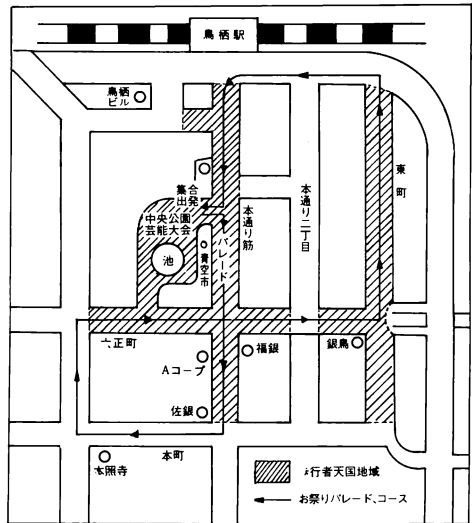 鳥栖駅
鳥栖
ビル
集合
出発
中央公園
芸能大会
池
青空市
パレード
本通り筋
本通り二丁目
東町
六正町
Aコープ
福銀
銀鳥
佐銀
本町
本照寺
行者天国地域
お祭りパレード、コース